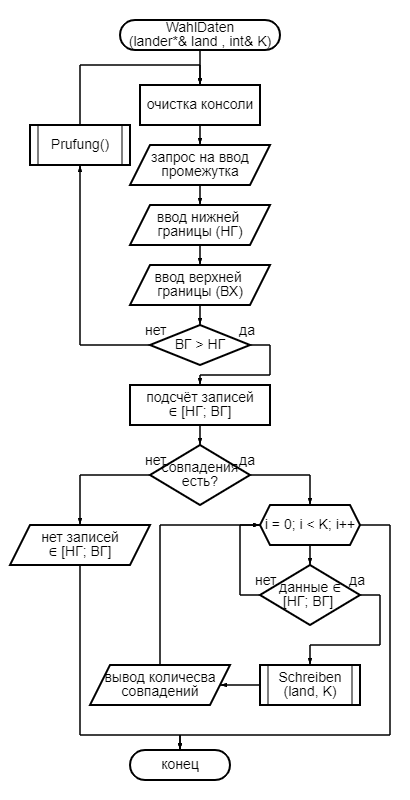 WahlDaten
(lander*& land , int& K)
очистка консоли
Prufung()
запрос на ввод
промежутка
ввод нижней
границы (НГ)
ввод верхней
границы (ВХ)
нет
да
ВГ > НГ
подсчёт записей
∈ [НГ; ВГ]
нет
да
совпадения
есть?
i = 0; i < K; i++
нет записей
∈ [НГ; ВГ]
нет
да
данные ∈
[НГ; ВГ]
вывод количесва
совпадений
Schreiben
(land, K)
конец